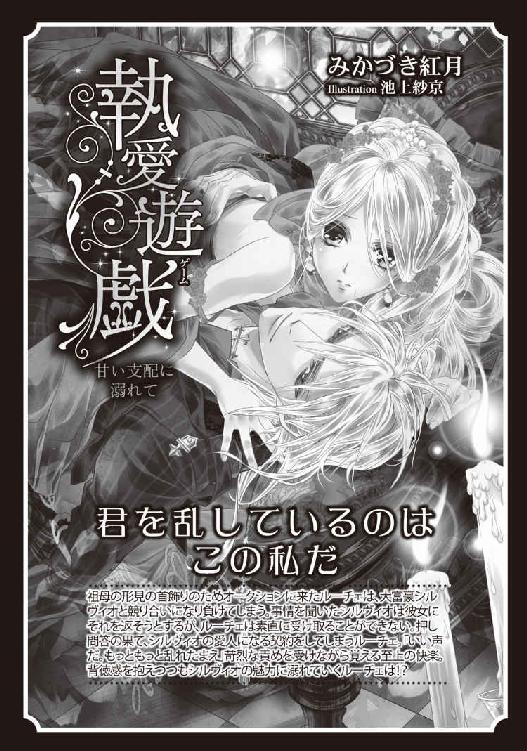 みかづき紅月
Illustration 池上紗京
執愛遊戯
ゲーム
甘い支配に
溺れて
君を乱しているのは
この私だ
祖母の形見の首飾りのためオークションに来たルーチェは、大富豪シル
ヴィオと競り合いになり負けてしまう。事情を聞いたシルヴィオは彼女に
それを返そうとするが、ルーチェは素直に受け取ることができない。押し
問答の果て、シルヴィオの愛人になる契約をしてしまうルーチェ。「いい声
だ。もっともっと乱れたまえ」苛烈な責めを受けながら覚える至上の快楽。
背徳感を抱えつつもシルヴィオの魅力に溺れていくルーチェは!?